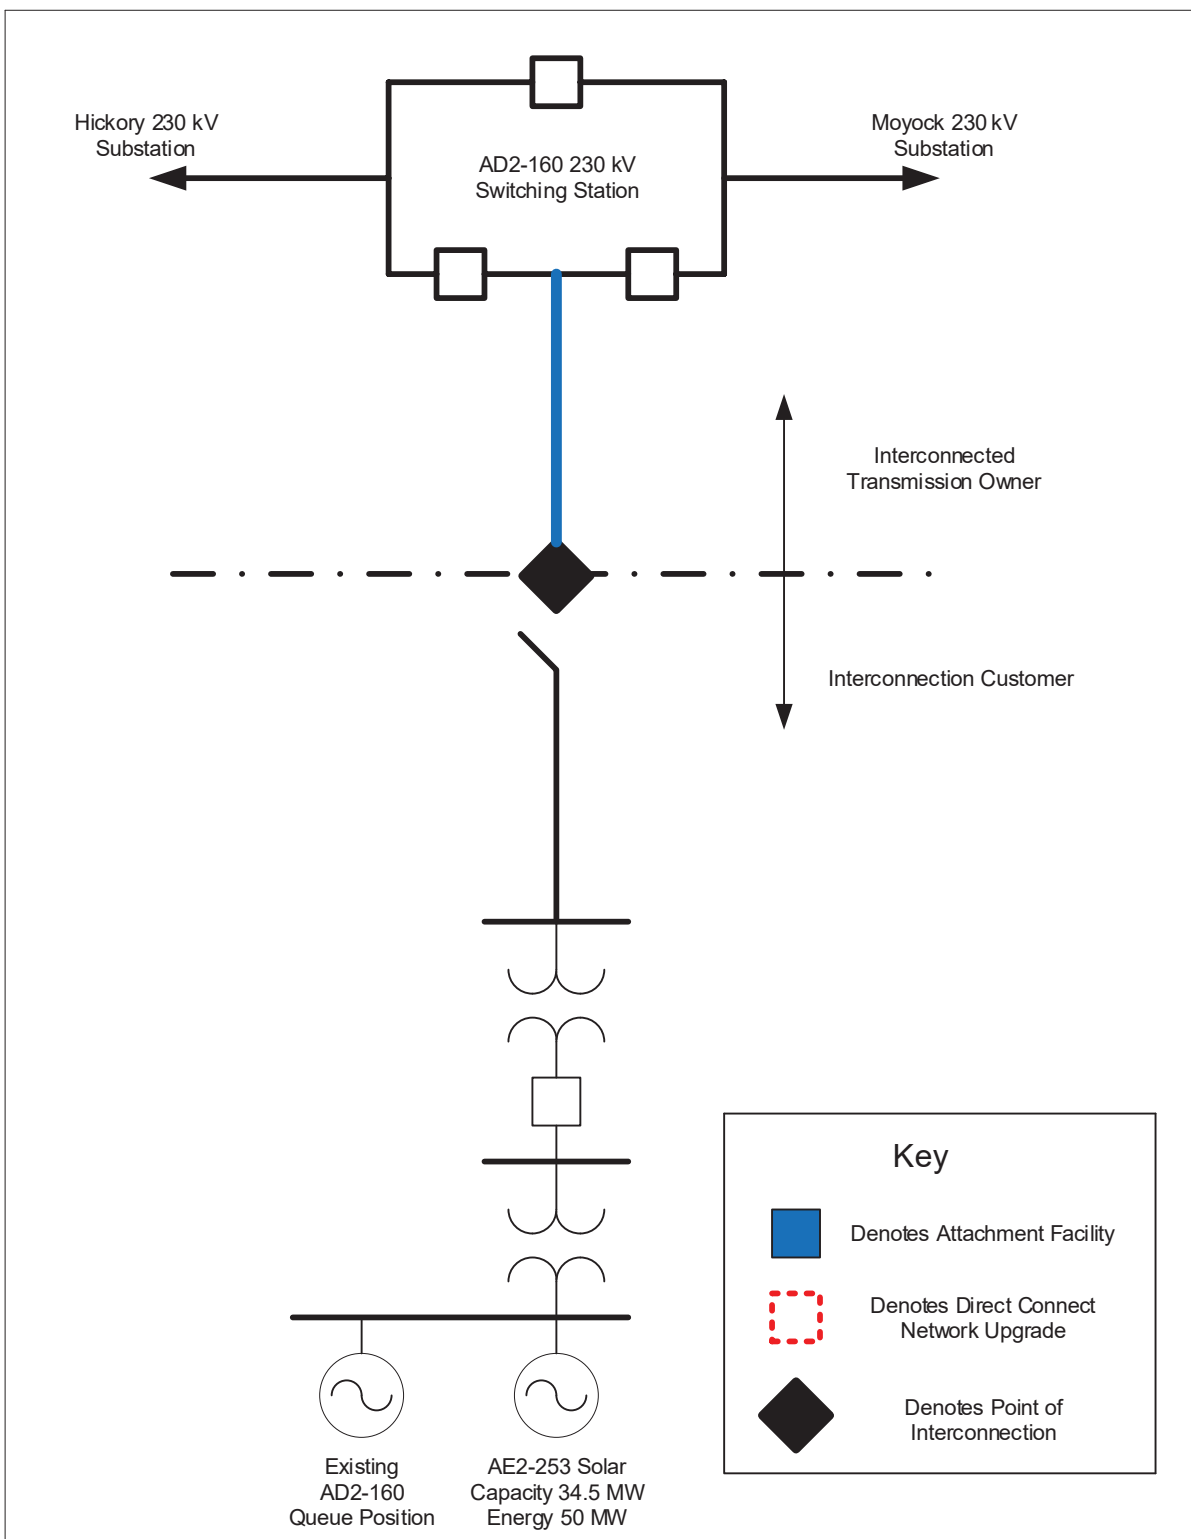 Hickory 230 kV
Substation
Moyock 230 kV
Substation
AD2-160 230 kV
Switching Station
Interconnected
Transmission Owner
Interconnection Customer
Key
Denotes Attachment Facility
Denotes Direct Connect
Network Upgrade
Denotes Point of
Interconnection
Existing
AD2-160
Queue Position
AE2-253 Solar
Capacity 34.5 MW
Energy 50 MW